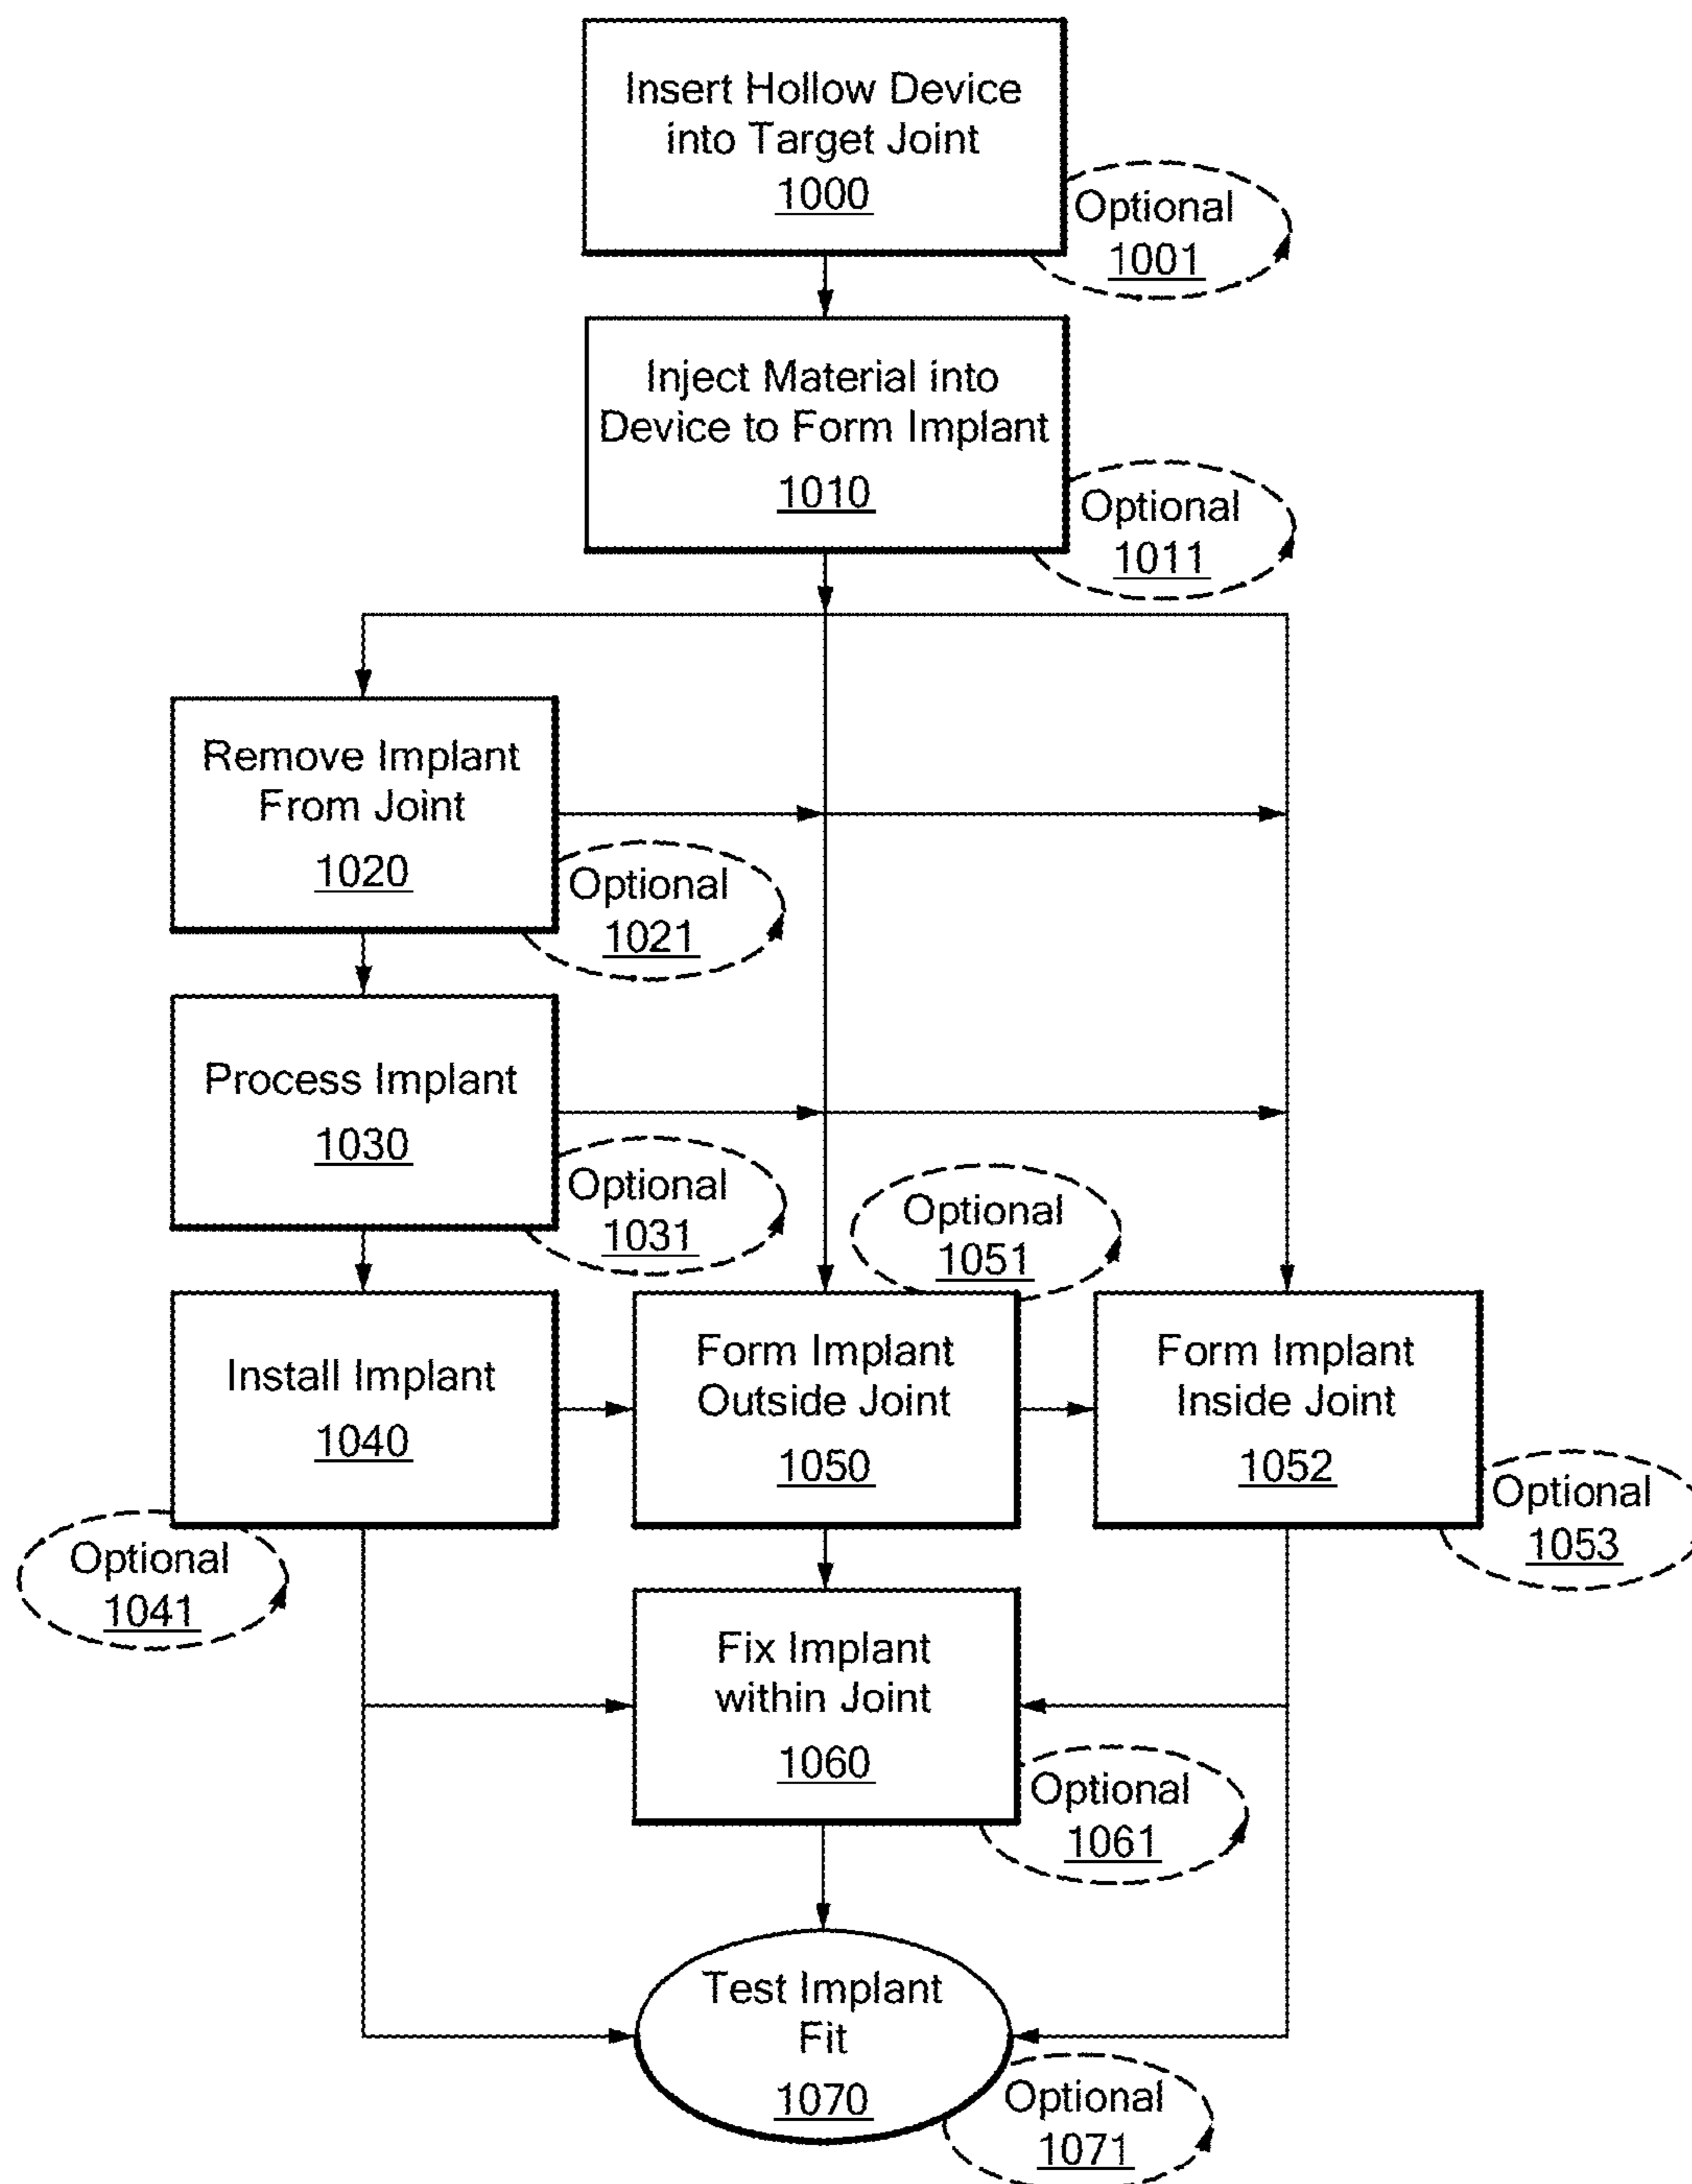 Insert Hollow Device
into Target Joint
1000
Optional
1001
Inject Material into
Device to Form Implant
1010
Optional
1011
Remove Implant
From Joint
1020
Optional
1021
Process Implant
1030
Optional
1031
Install Implant
1040
Optional
1041
Optional
1051
Form Implant
Outside Joint
1050
Form Implant
Inside Joint
1052
Optional
1053
Fix Implant
within Joint
1060
Optional
1061
Test Implant
Fit
1070
Optional
1071